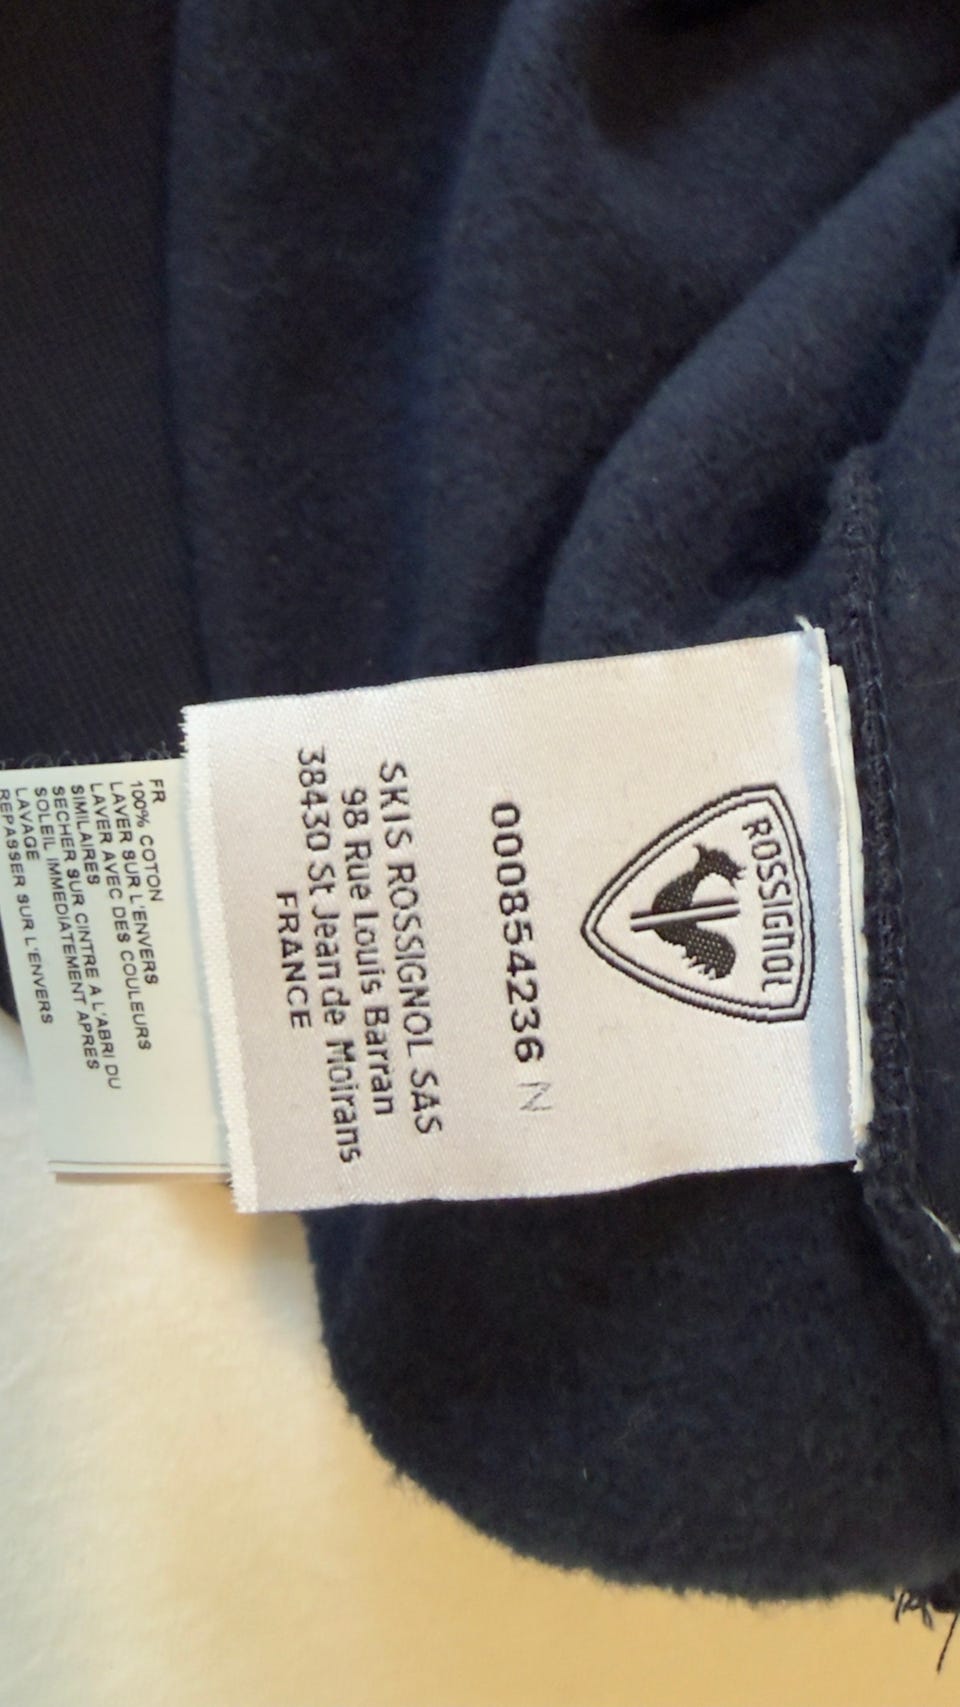 ROSSIGNOL
000854236 N
SKIS ROSSIGNOL SAS
98 Rue Louis Barran
38430 St Jean de Moirans
FRANCE
FR
100% COTON
LAVER SUR L'ENVERS
LAVER AVEC DES COULEURS
SIMILAIRES
SECHER SUR CINTRE A L'ABRI DU
SOLEIL IMMEDIATEMENT APRES
LAVAGE
REPASSER SUR L'ENVERS